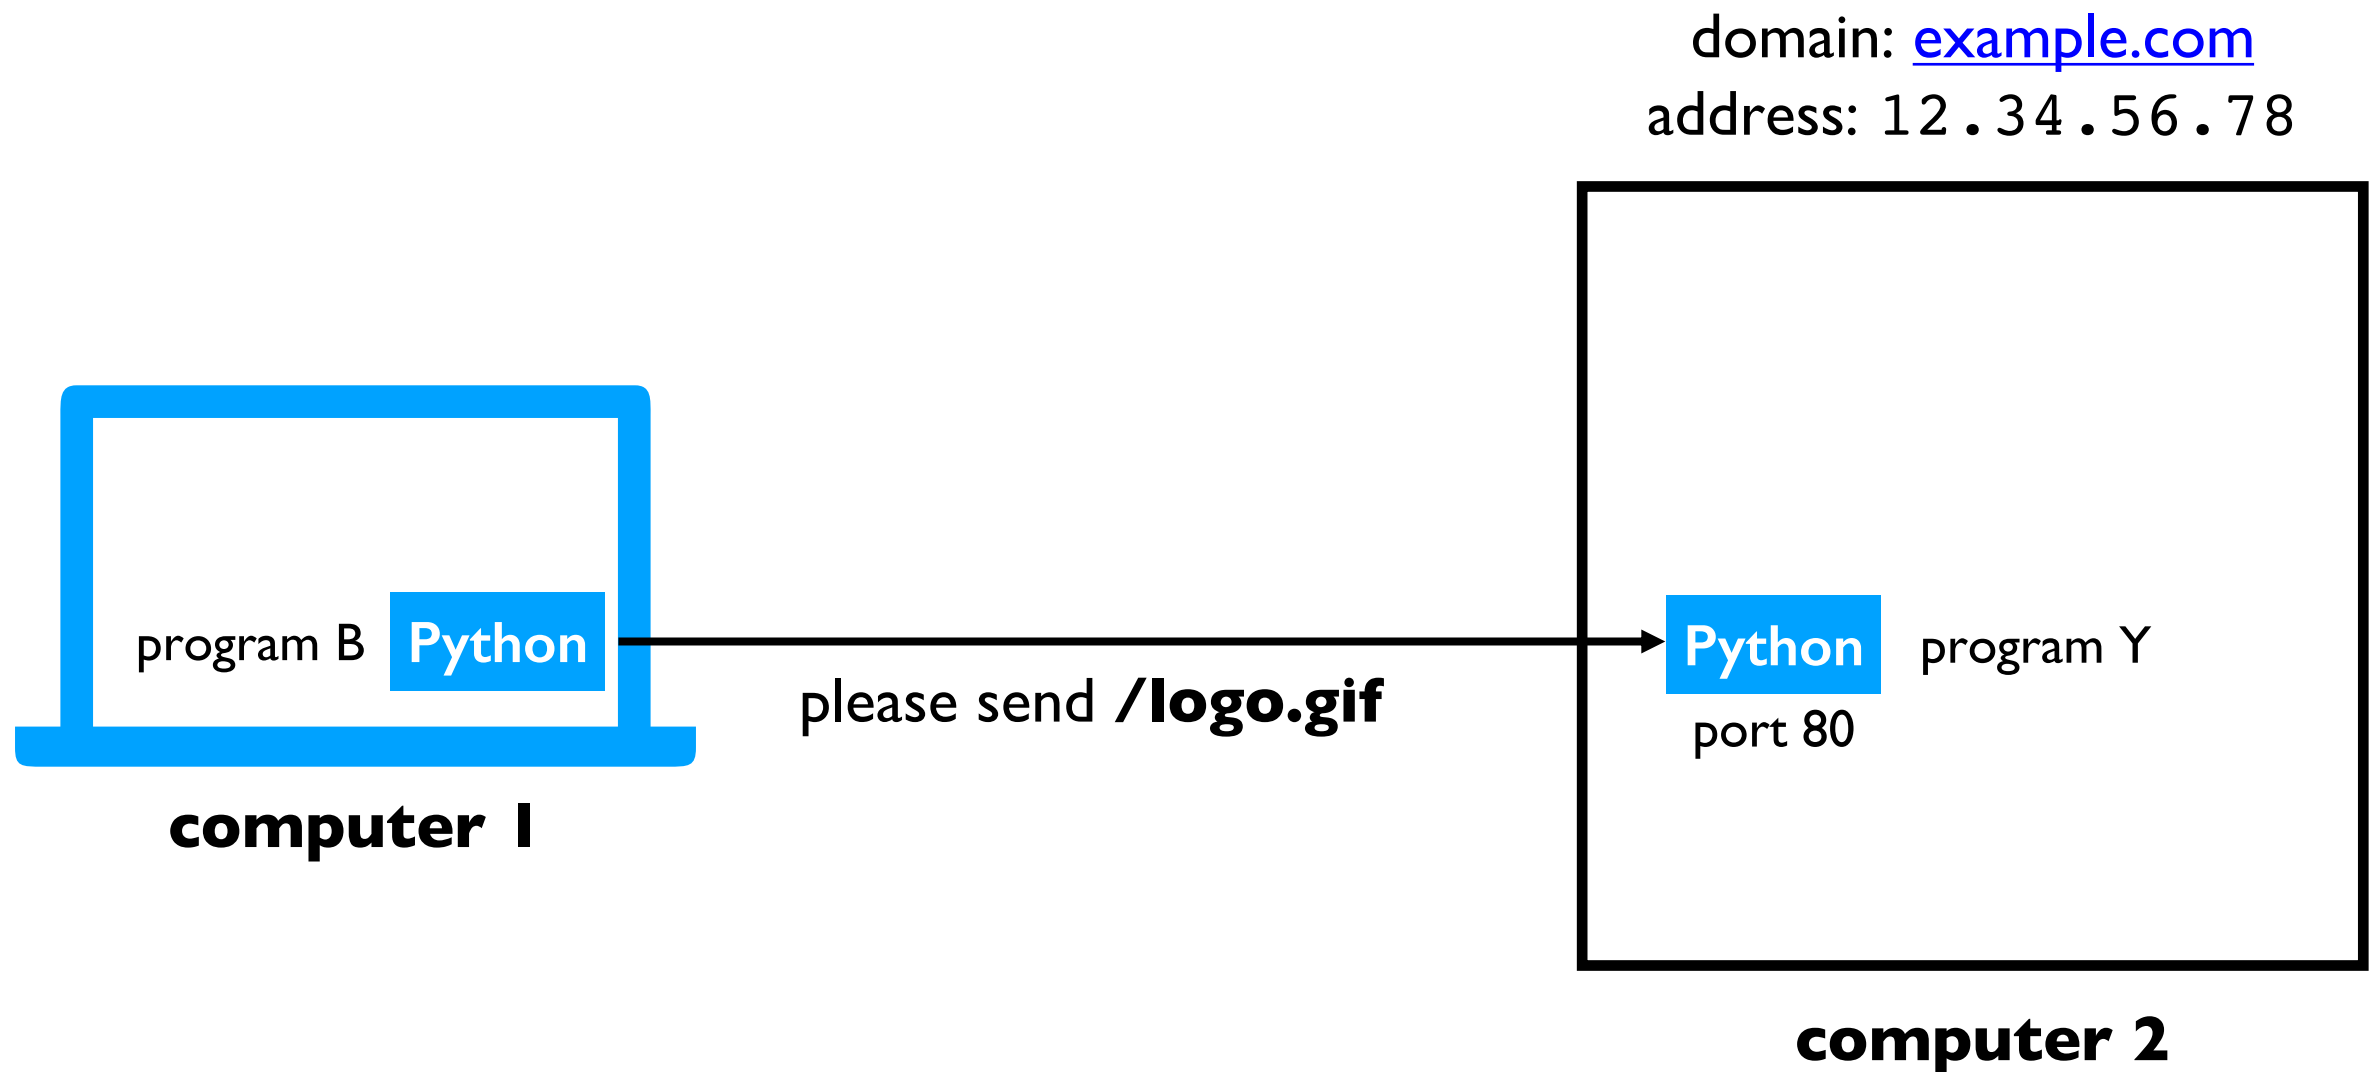 domain: example.com
address: 12.34.56.78
program B
Python
please send /logo.gif
Python
program Y
port 80
computer 1
computer 2